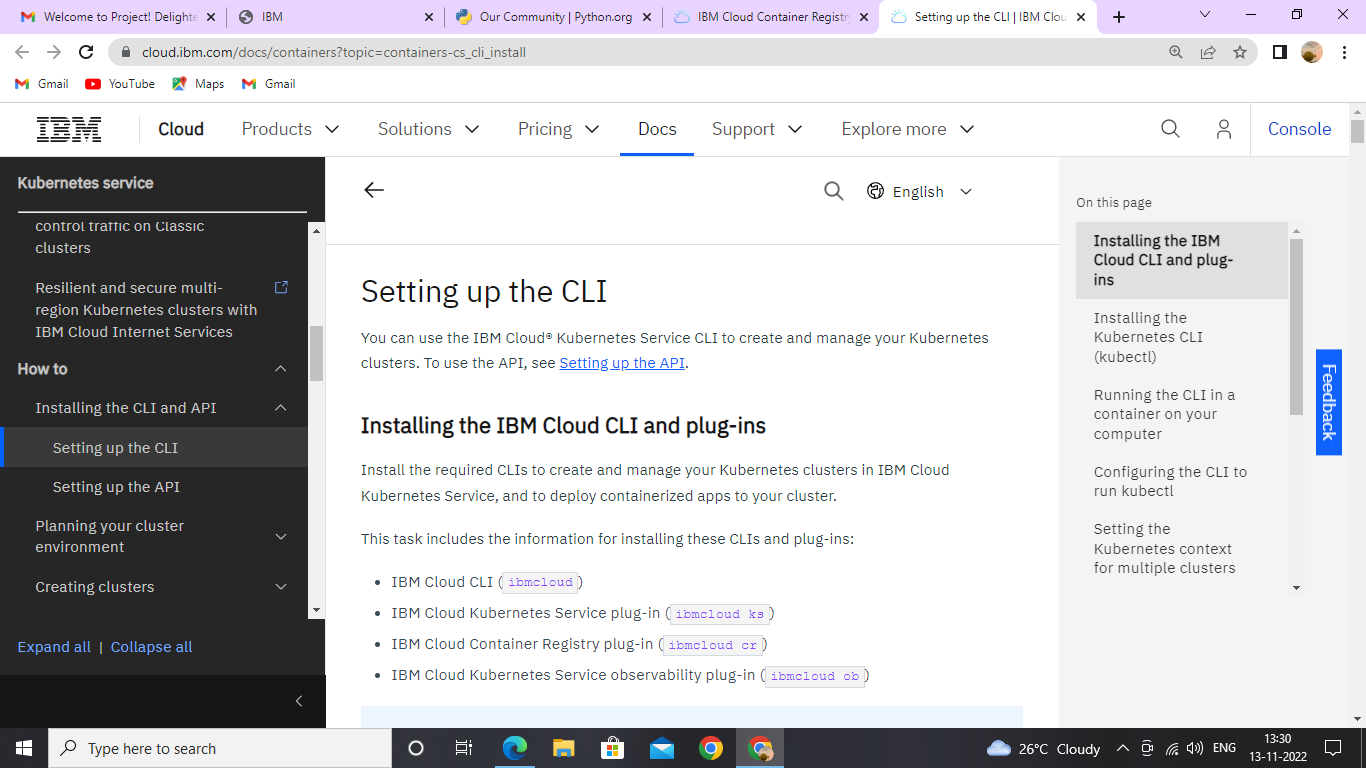 Welcome to Project! Delighte
IBM
Our Community | Python.org
IBM Cloud Container Registry
Setting up the CLI | IBM Clou
cloud.ibm.com/docs/containers?topic=containers-cs_cli_install
Gmail
YouTube
Maps
Gmail
IBM
Cloud
Products
Solutions
Pricing
Docs
Support
Explore more
Console
Kubernetes service
control traffic on Classic
clusters
Resilient and secure multi-
region Kubernetes clusters with
IBM Cloud Internet Services
How to
Installing the CLI and API
Setting up the CLI
Setting up the API
Planning your cluster
environment
Creating clusters
Expand all | Collapse all
English
Setting up the CLI
You can use the IBM Cloud® Kubernetes Service CLI to create and manage your Kubernetes
clusters. To use the API, see Setting up the API.
Installing the IBM Cloud CLI and plug-ins
Install the required CLIs to create and manage your Kubernetes clusters in IBM Cloud
Kubernetes Service, and to deploy containerized apps to your cluster.
This task includes the information for installing these CLIs and plug-ins:
• IBM Cloud CLI (ibmcloud)
• IBM Cloud Kubernetes Service plug-in (ibmcloud ks)
• IBM Cloud Container Registry plug-in (ibmcloud cr)
• IBM Cloud Kubernetes Service observability plug-in (ibmcloud ob)
On this page
Installing the IBM
Cloud CLI and plug-
ins
Installing the
Kubernetes CLI
(kubectl)
Running the CLI in a
container on your
computer
Configuring the CLI to
run kubectl
Setting the
Kubernetes context
for multiple clusters
Feedback
Type here to search
26°C Cloudy
ENG
13:30
13-11-2022